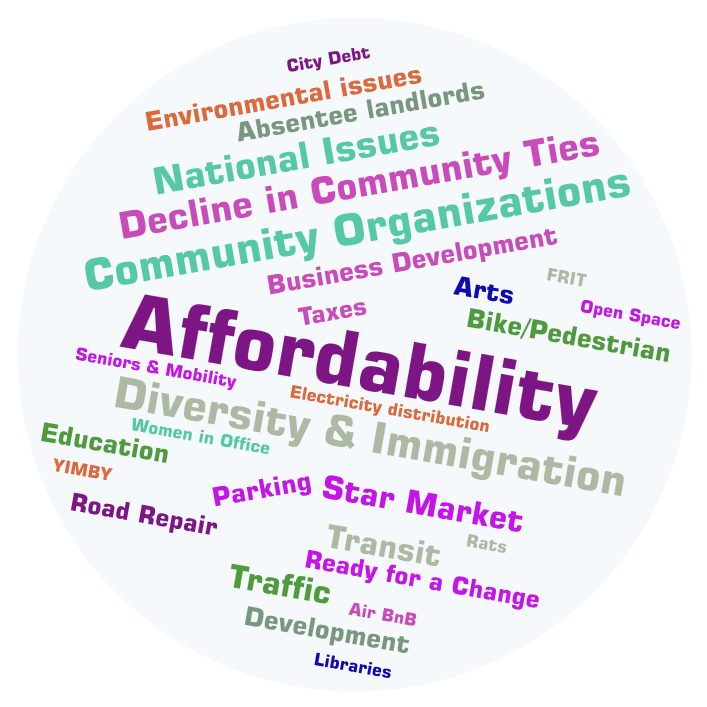 City Debt
Environmental issues
Absentee landlords
National Issues
Decline in Community Ties
Community Organizations
Business Development
FRIT
Arts
Open Space
Taxes
Bike/Pedestrian
Affordability
Seniors & Mobility
Electricity distribution
Diversity & Immigration
Women in Office
Education
YIMBY
Parking
Star Market
Road Repair
Transit
Rats
Ready for a Change
Traffic
Air BnB
Development
Libraries